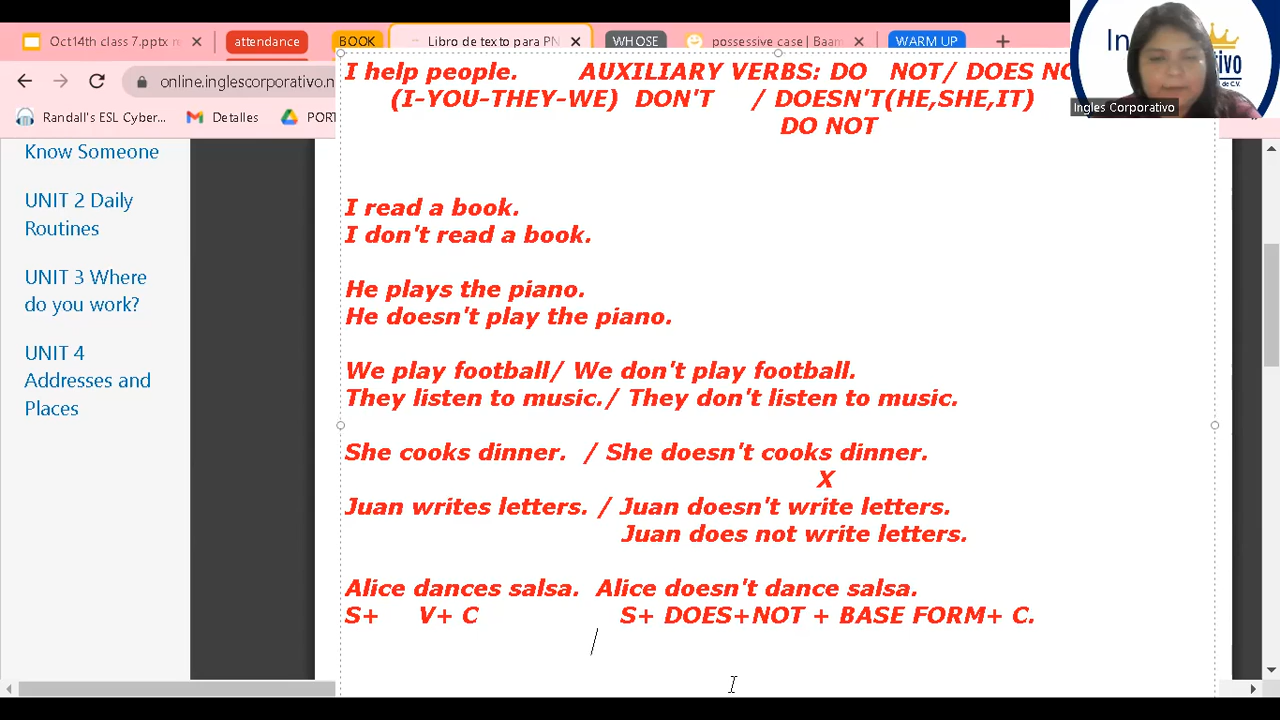 Oct14th class 7.pptx
attendance
BOOK
Libro de texto para PN
WHOSE
possessive case | Baam
WARM UP
online.inglescorporativo.n
Randall's ESL Cyber...
Detalles
POR
Ingles Corporativo
Know Someone
UNIT 2 Daily
Routines
UNIT 3 Where
do you work?
UNIT 4
Addresses and
Places
I help people. AUXILIARY VERBS: DO NOT/ DOES NO
(I-YOU-THEY-WE) DON'T / DOESN'T(HE,SHE,IT)
DO NOT
I read a book.
I don't read a book.
He plays the piano.
He doesn't play the piano.
We play football/ We don't play football.
They listen to music./ They don't listen to music.
She cooks dinner. / She doesn't cooks dinner.
X
Juan writes letters. / Juan doesn't write letters.
Juan does not write letters.
Alice dances salsa. Alice doesn't dance salsa.
S+ V+ C S+ DOES+NOT + BASE FORM+ C.
/